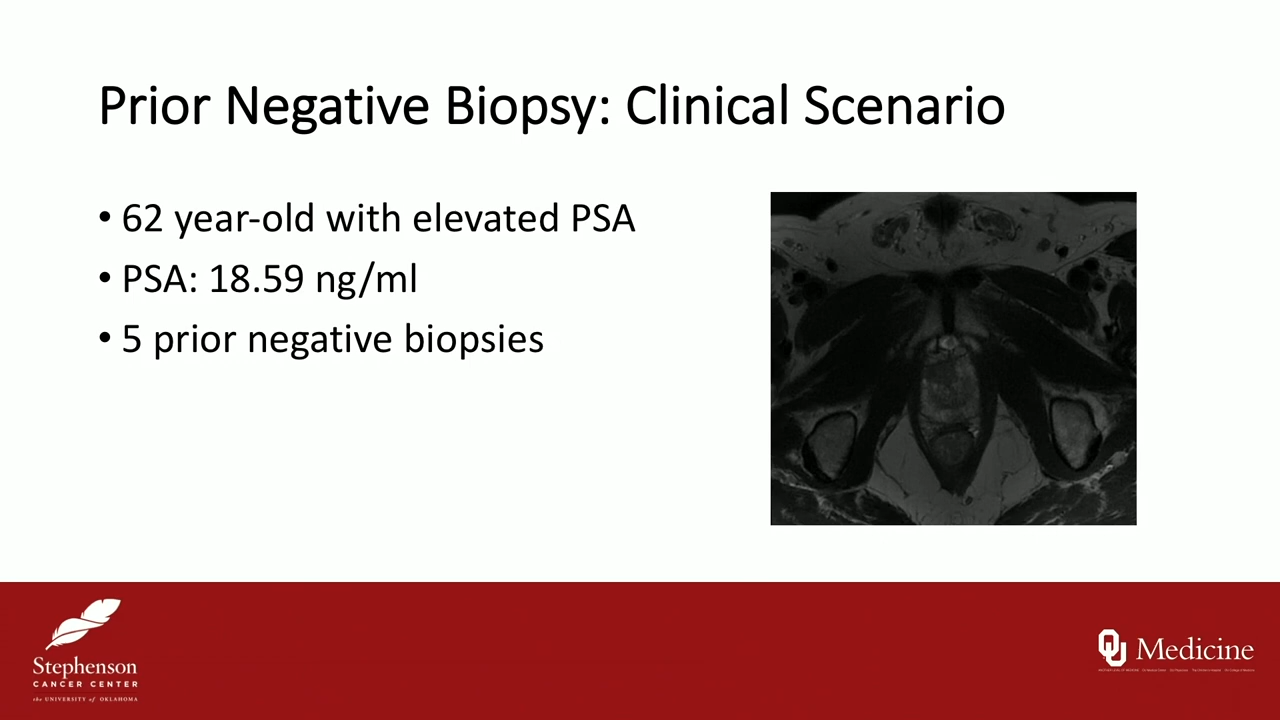 Prior Negative Biopsy: Clinical Scenario
• 62 year-old with elevated PSA
• PSA: 18.59 ng/ml
• 5 prior negative biopsies
Stephenson
CANCER CENTER
the UNIVERSITY of OKLAHOMA
OU Medicine